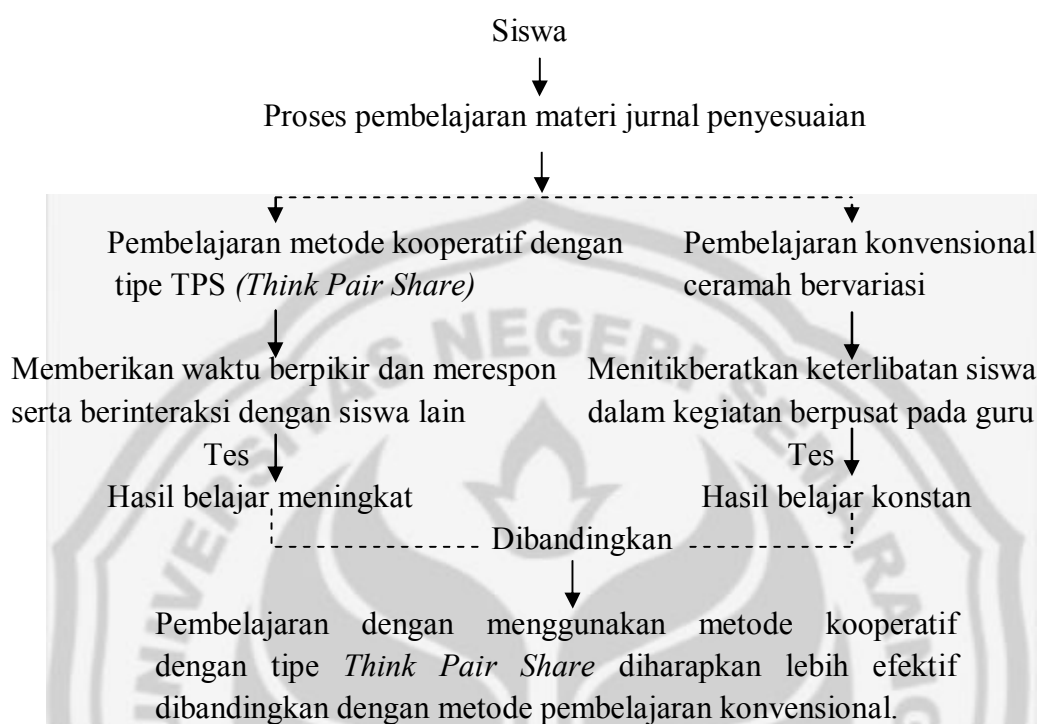 Siswa
Proses pembelajaran materi jurnal penyesuaian
Pembelajaran metode kooperatif dengan
tipe TPS (Think Pair Share)
Pembelajaran konvensional
ceramah bervariasi
Memberikan waktu berpikir dan merespon
serta berinteraksi dengan siswa lain
Menitikberatkan keterlibatan siswa
dalam kegiatan berpusat pada guru
Tes
Tes
Hasil belajar meningkat
Hasil belajar konstan
Dibandingkan
Pembelajaran dengan menggunakan metode kooperatif
dengan tipe Think Pair Share diharapkan lebih efektif
dibandingkan dengan metode pembelajaran konvensional.
UNIVERSITAS NEGERI SEMARANG